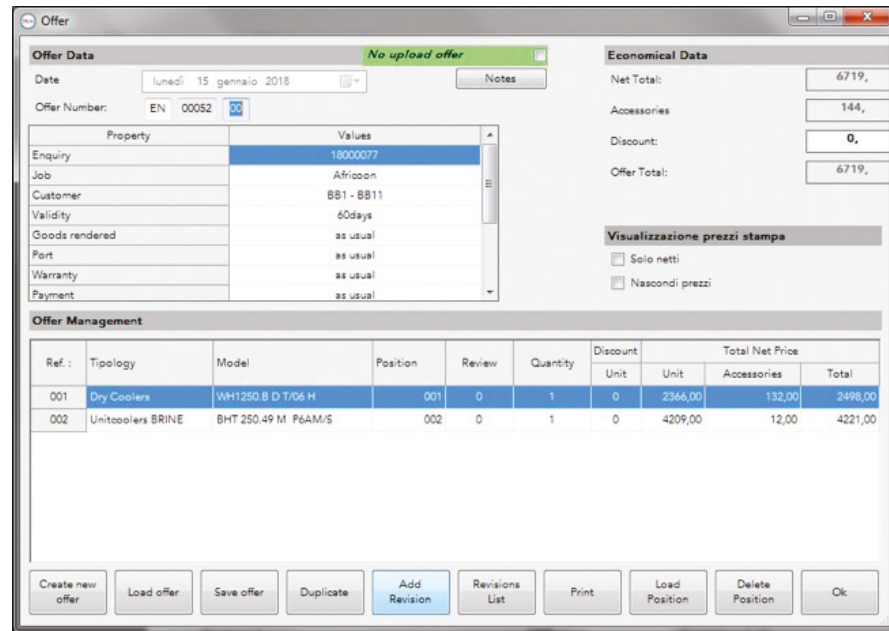 Offer
Offer Data
No upload offer
Date
lunedì 15 gennaio 2018
Notes
Offer Number:
EN 00052 00
Property Values
Enquiry 18000077
Job Africoon
Customer BB1 - BB11
Validity 60days
Goods rendered as usual
Port as usual
Warranty as usual
Payment as usual
Economical Data
Net Total: 6719,
Accessories 144,
Discount: 0,
Offer Total: 6719,
Visualizzazione prezzi stampa
Solo netti
Nascondi prezzi
Offer Management
Ref. : Tipology Model Position Review Quantity Discount Total Net Price
Unit Unit Accessories Total
001 Dry Coolers WH1250.B D T/06 H 001 0 1 0 2366,00 132,00 2498,00
002 Unitcoolers BRINE BHT 250.49 M P6AM/S 002 0 1 0 4209,00 12,00 4221,00
Create new offer
Load offer
Save offer
Duplicate
Add Revision
Revisions List
Print
Load Position
Delete Position
Ok